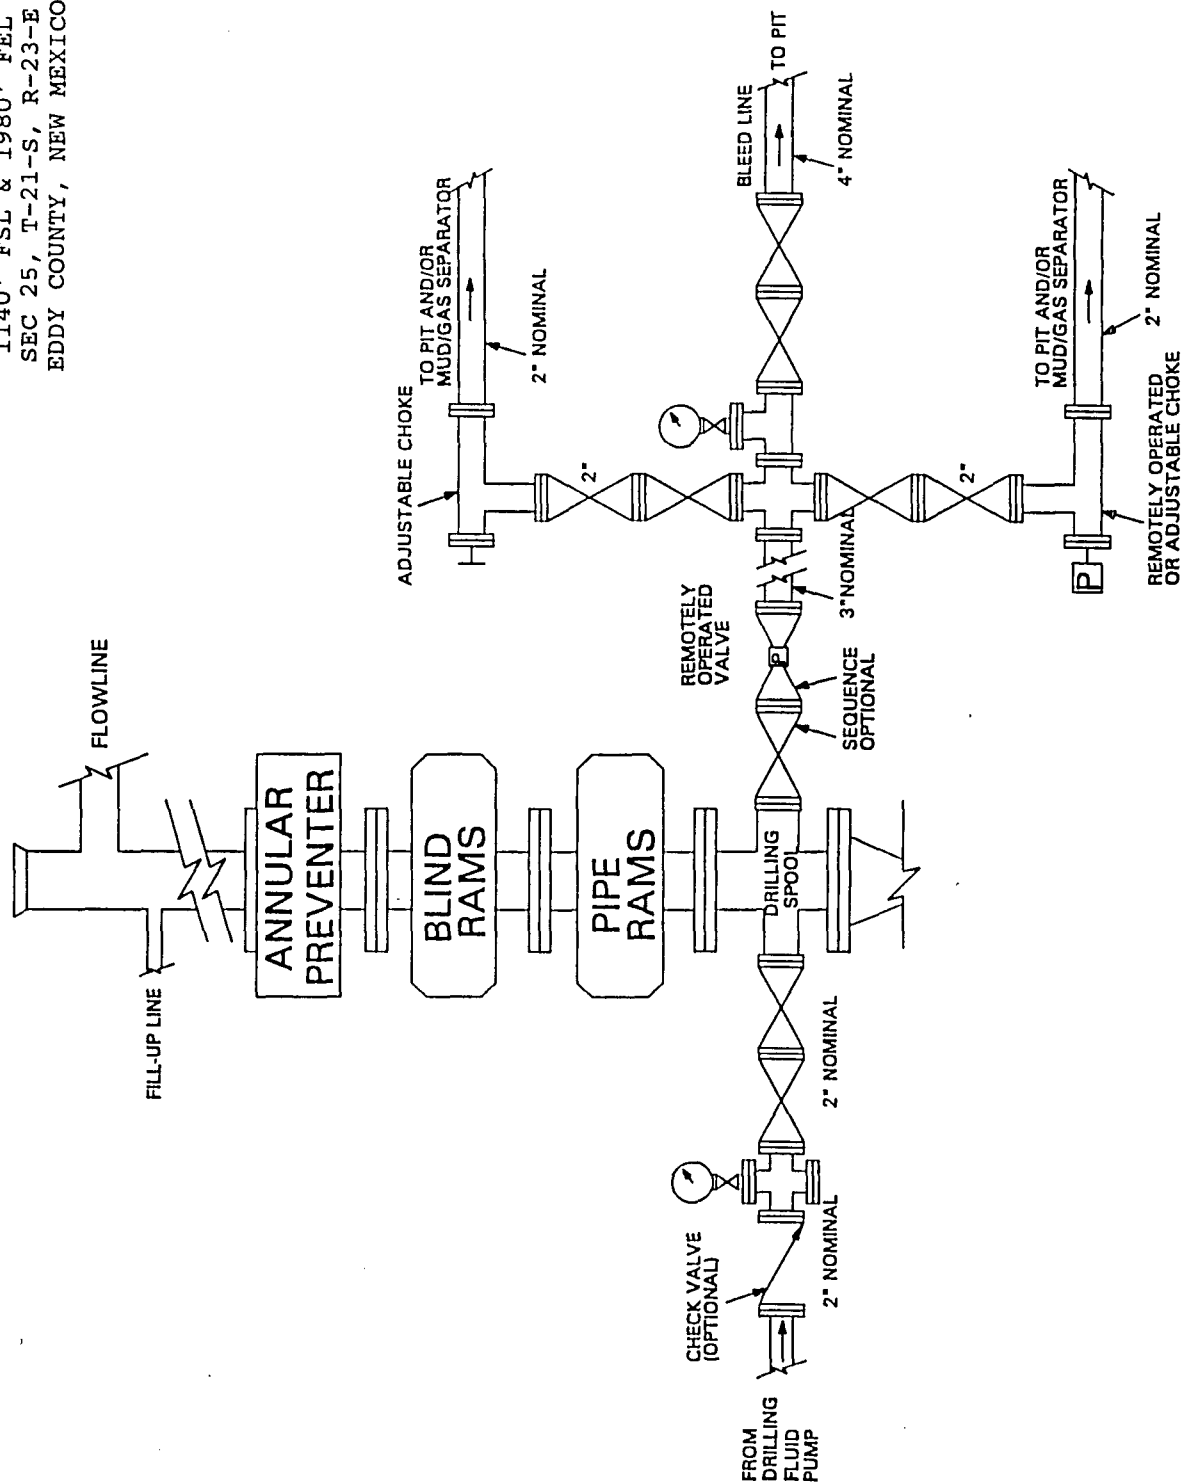 1140' FSL & 1980' FEL
SEC 25, T-21-S, R-23-E
EDDY COUNTY, NEW MEXICO
FLOWLINE
FILL-UP LINE
ANNULAR
PREVENTER
BLIND
RAMS
PIPE
RAMS
DRILLING
SPOOL
ADJUSTABLE CHOKE
TO PIT AND/OR
MUD/GAS SEPARATOR
2" NOMINAL
2"
BLEED LINE
TO PIT
4" NOMINAL
REMOTELY
OPERATED
VALVE
P
SEQUENCE
OPTIONAL
3"NOMINAL
2"
TO PIT AND/OR
MUD/GAS SEPARATOR
2" NOMINAL
P
REMOTELY OPERATED
OR ADJUSTABLE CHOKE
2" NOMINAL
CHECK VALVE
(OPTIONAL)
2" NOMINAL
FROM
DRILLING
FLUID
PUMP